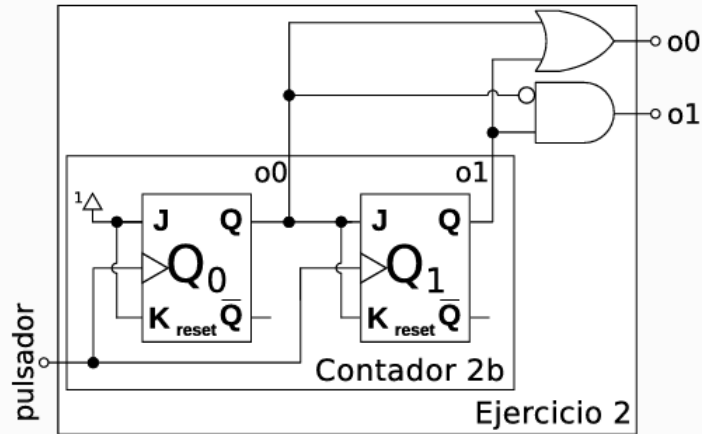 o0
o1
o0
o1
1
J
Q
J
Q
Q0
Q1
K
reset
Q̅
K
reset
Q̅
pulsador
Contador 2b
Ejercicio 2